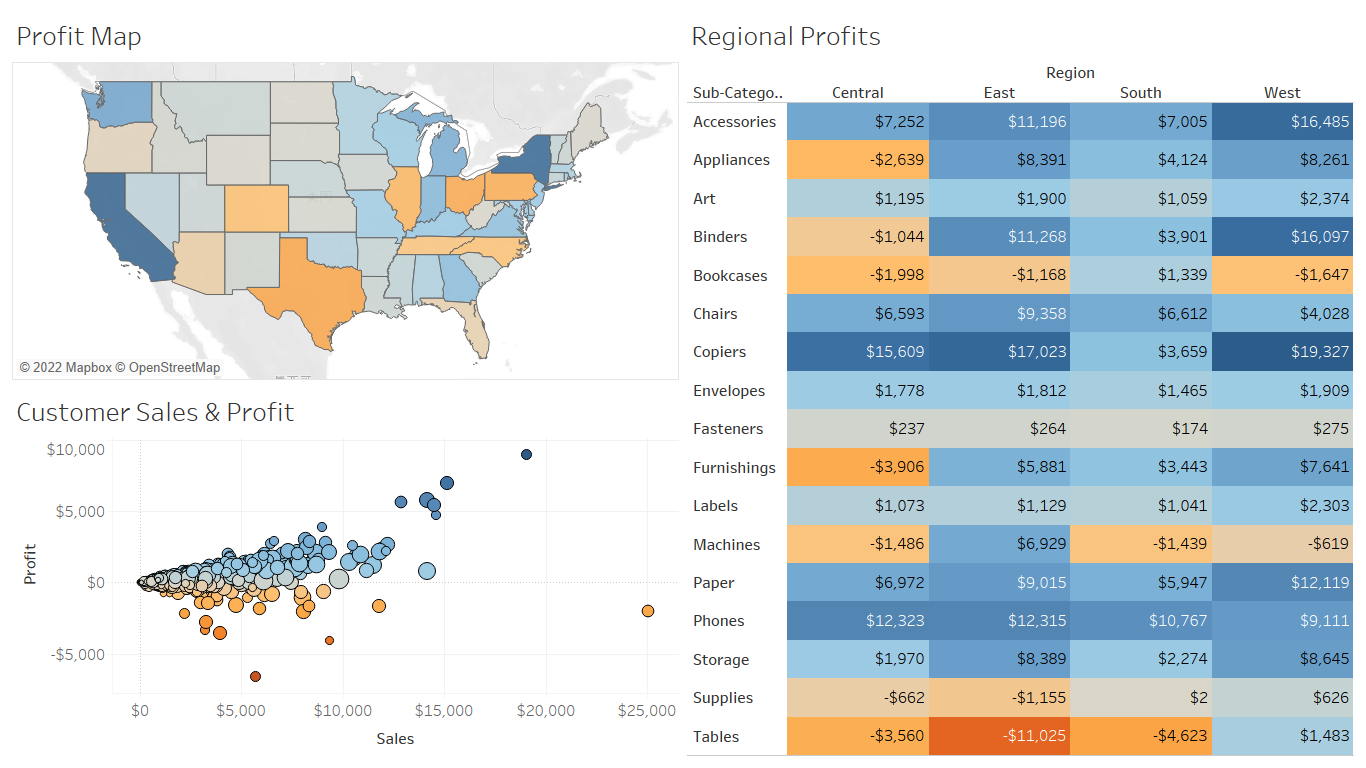 Profit Map
© 2022 Mapbox © OpenStreetMap
Customer Sales & Profit
$10,000
$5,000
$0
-$5,000
Profit
$0 $5,000 $10,000 $15,000 $20,000 $25,000
Sales
Regional Profits
Region
Sub-Catego.. Central East South West
Accessories $7,252 $11,196 $7,005 $16,485
Appliances -$2,639 $8,391 $4,124 $8,261
Art $1,195 $1,900 $1,059 $2,374
Binders -$1,044 $11,268 $3,901 $16,097
Bookcases -$1,998 -$1,168 $1,339 -$1,647
Chairs $6,593 $9,358 $6,612 $4,028
Copiers $15,609 $17,023 $3,659 $19,327
Envelopes $1,778 $1,812 $1,465 $1,909
Fasteners $237 $264 $174 $275
Furnishings -$3,906 $5,881 $3,443 $7,641
Labels $1,073 $1,129 $1,041 $2,303
Machines -$1,486 $6,929 -$1,439 -$619
Paper $6,972 $9,015 $5,947 $12,119
Phones $12,323 $12,315 $10,767 $9,111
Storage $1,970 $8,389 $2,274 $8,645
Supplies -$662 -$1,155 $2 $626
Tables -$3,560 -$11,025 -$4,623 $1,483